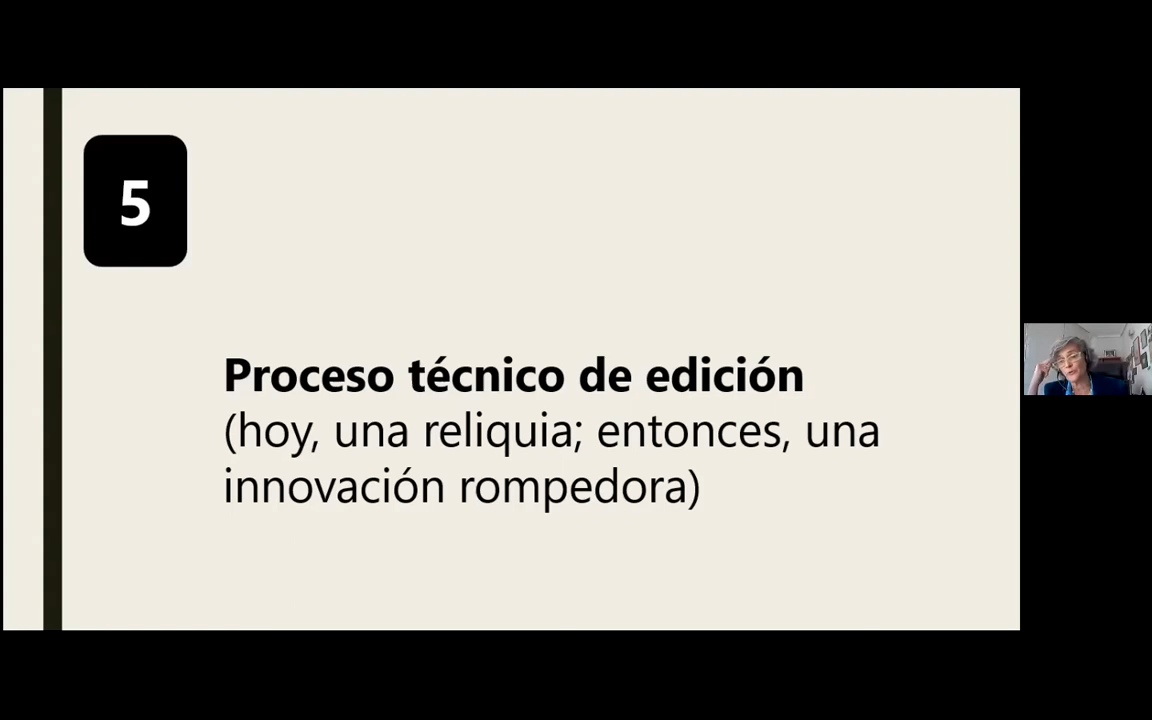 5
Proceso técnico de edición
(hoy, una reliquia; entonces, una
innovación rompedora)